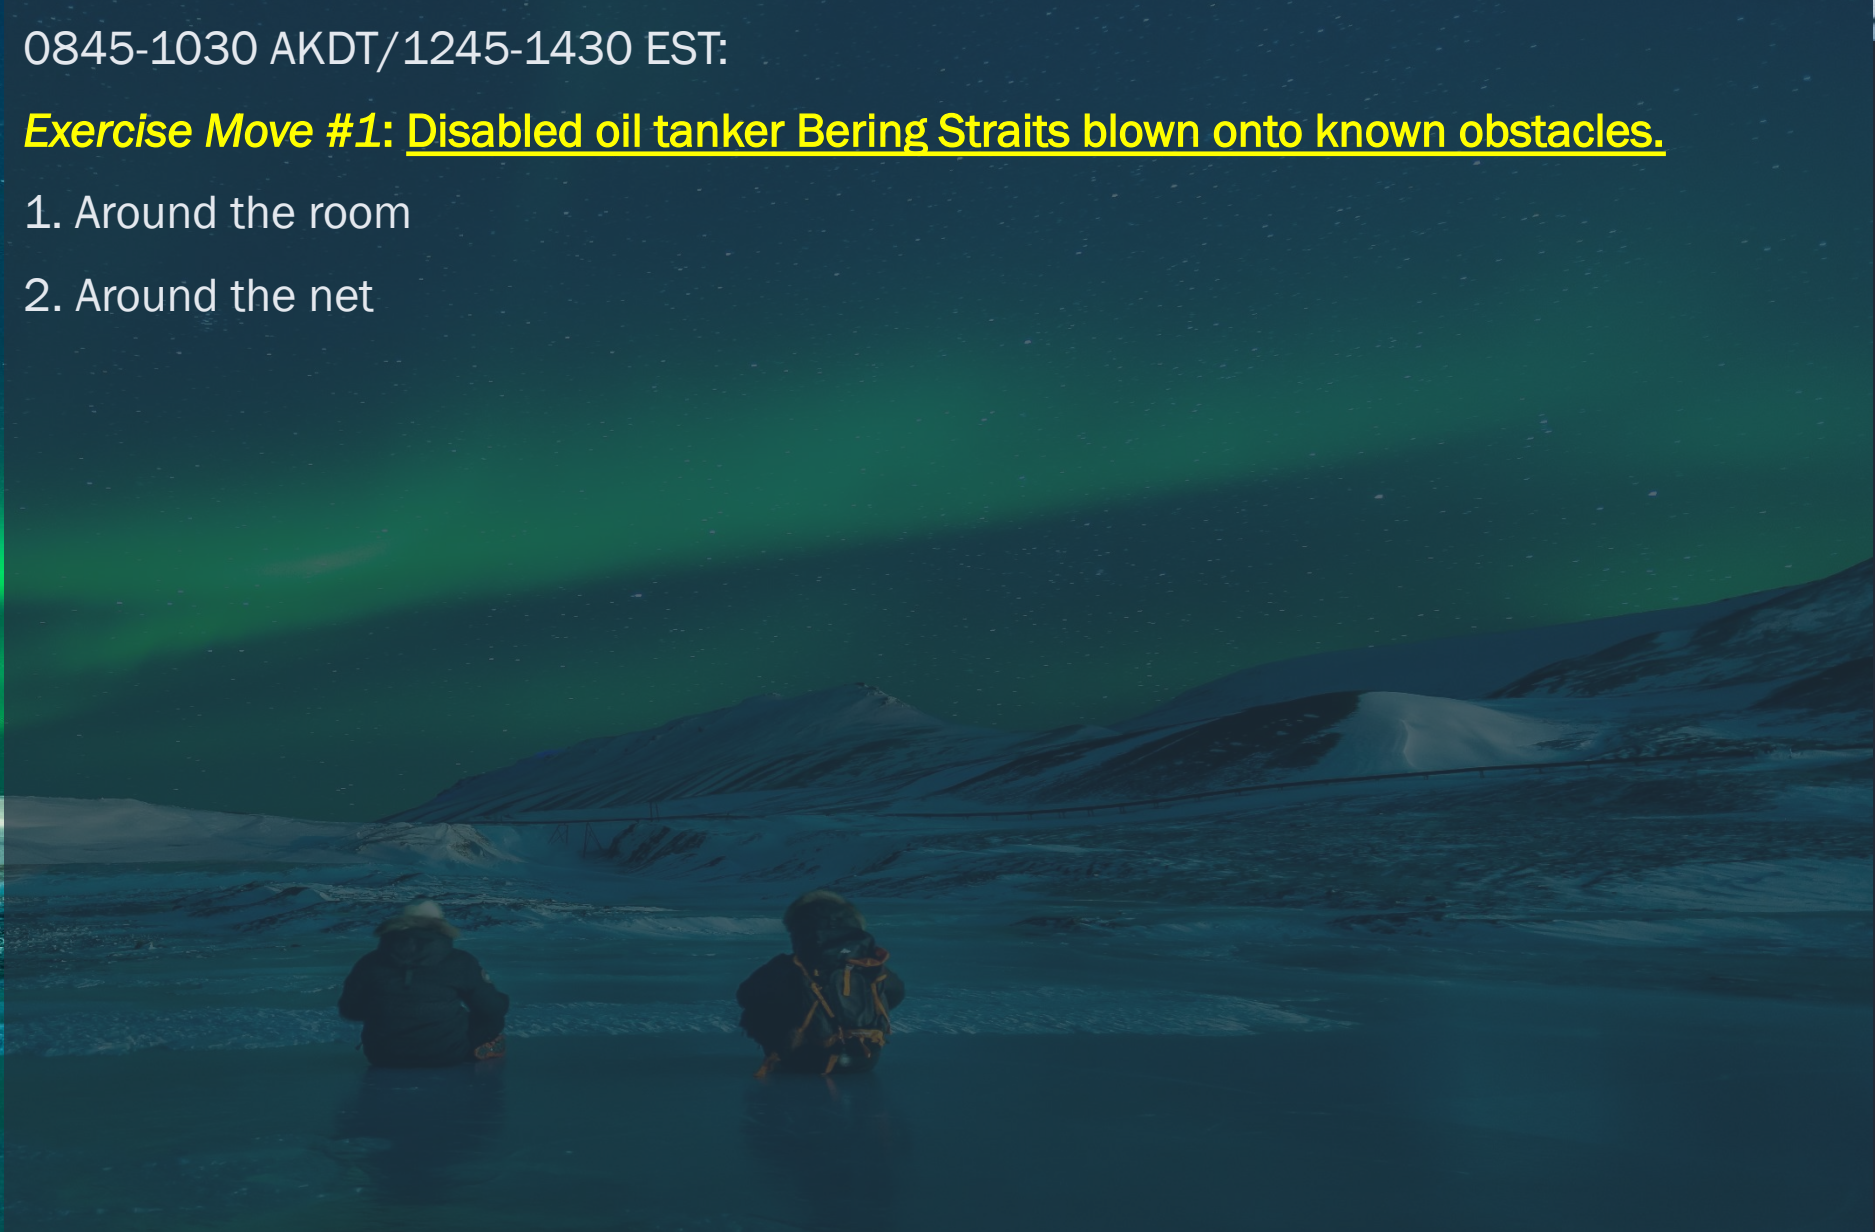 0845-1030 AKDT/1245-1430 EST:
Exercise Move #1: Disabled oil tanker Bering Straits blown onto known obstacles.
1. Around the room
2. Around the net